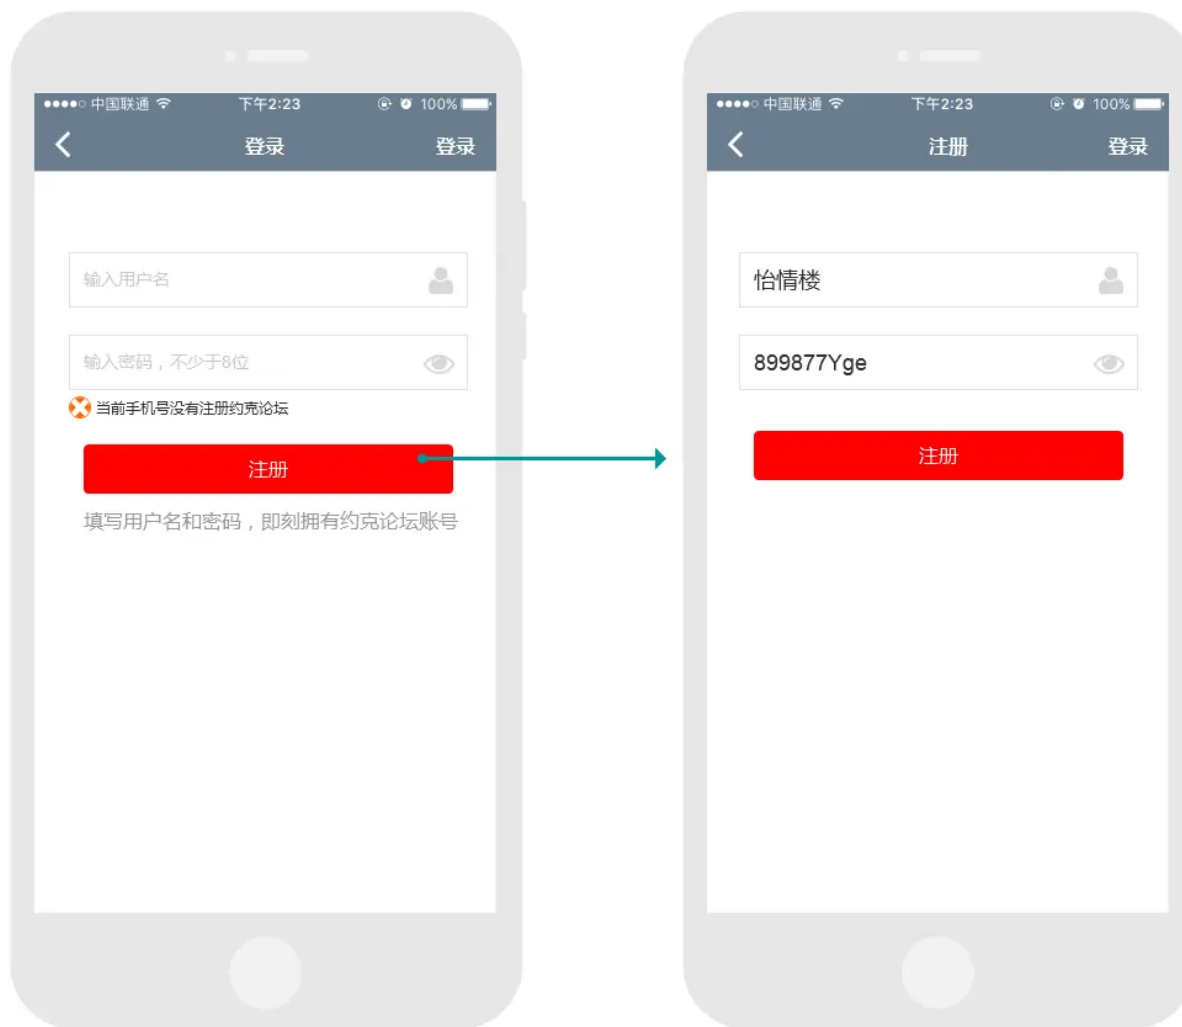 中国联通 下午2:23 100%
登录 登录
输入用户名
输入密码，不少于8位
当前手机号没有注册约克论坛
注册
填写用户名和密码，即刻拥有约克论坛账号
中国联通 下午2:23 100%
注册 登录
怡情楼
899877Yge
注册